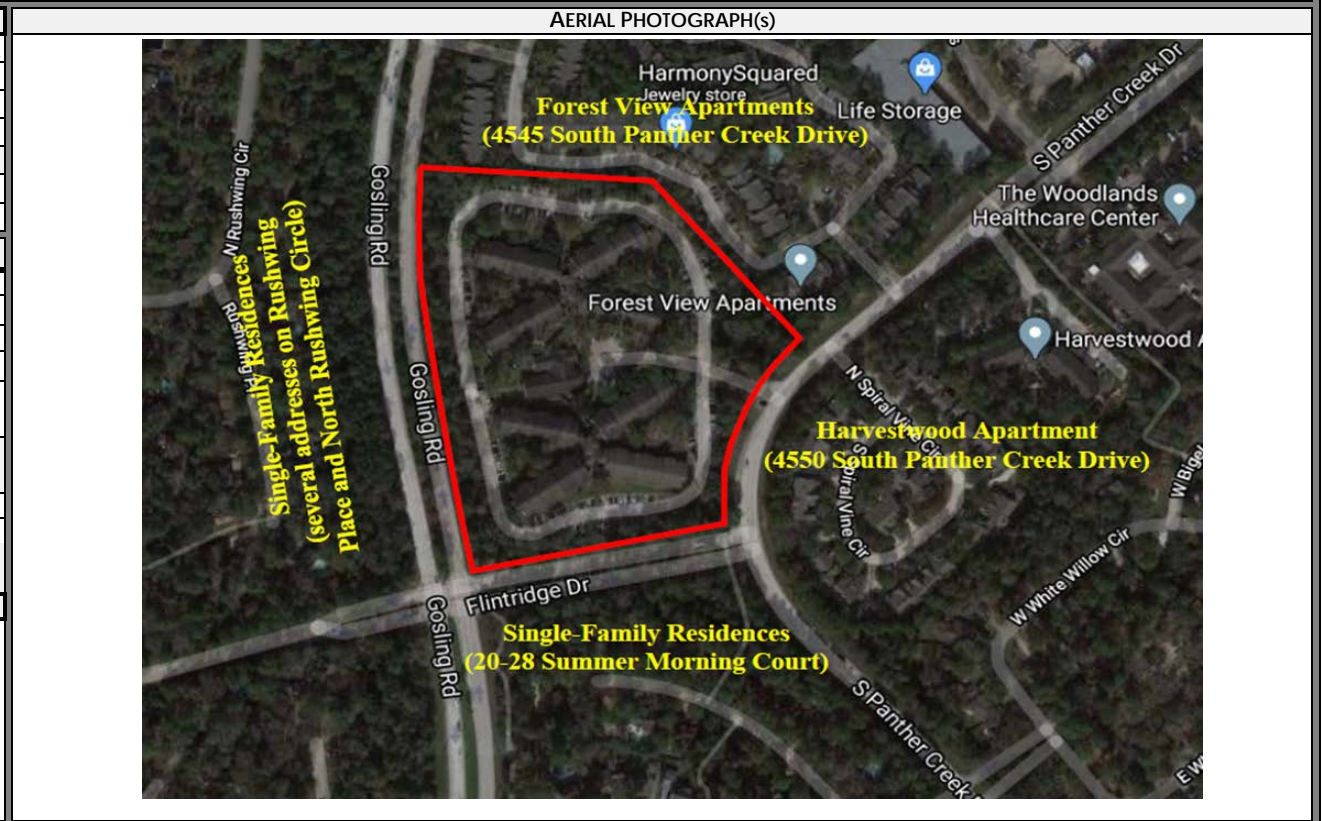 AERIAL PHOTOGRAPH(s)
HarmonySquared
Jewelry store
Forest View Apartments
(4545 South Panther Creek Drive)
Life Storage
S Panther Creek Dr
The Woodlands
Healthcare Center
N Rushwing Cir
Gosling Rd
Single-Family Residences
(several addresses on Rushwing
Place and North Rushwing Circle)
Rushwing Pl
Forest View Apartments
Harvestwood A
Gosling Rd
N Spiral Vine Cir
Harvestwood Apartment
(4550 South Panther Creek Drive)
S Spiral Vine Cir
W Bigel
W White Willow Cir
Flintridge Dr
Gosling Rd
Single-Family Residences
(20-28 Summer Morning Court)
S Panther Creek
E W